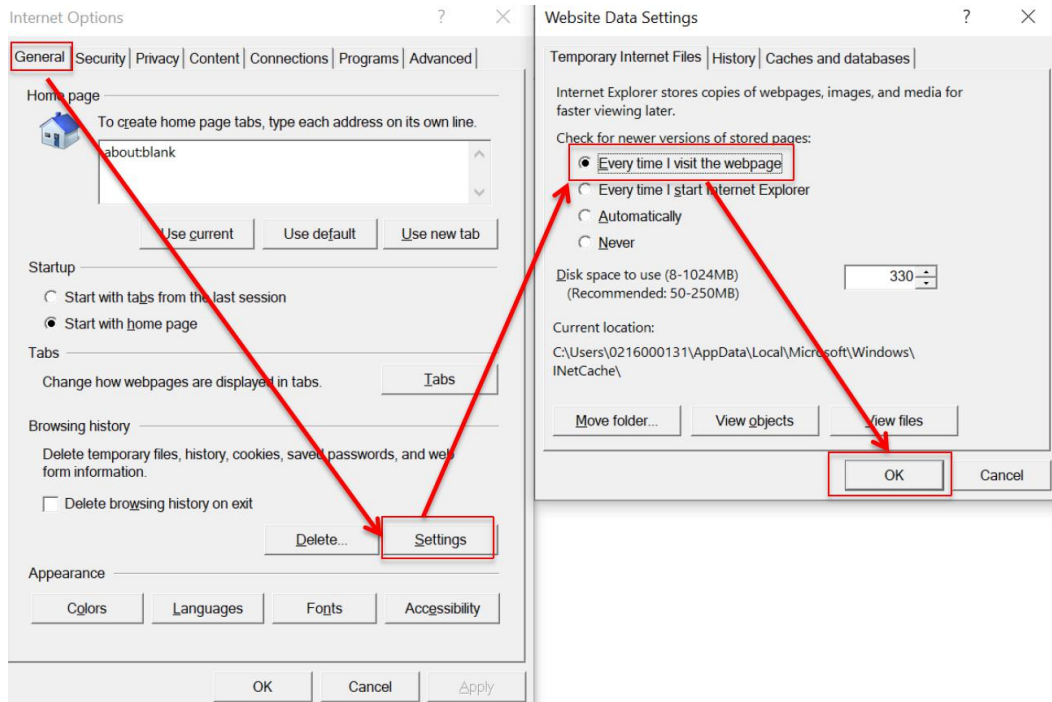 Internet Options
?
General
Security
Privacy
Content
Connections
Programs
Advanced
Home page
To create home page tabs, type each address on its own line.
about:blank
Use current
Use default
Use new tab
Startup
Start with tabs from the last session
Start with home page
Tabs
Change how webpages are displayed in tabs.
Tabs
Browsing history
Delete temporary files, history, cookies, saved passwords, and web
form information.
Delete browsing history on exit
Delete...
Settings
Appearance
Colors
Languages
Fonts
Accessibility
OK
Cancel
Apply
Website Data Settings
?
Temporary Internet Files
History
Caches and databases
Internet Explorer stores copies of webpages, images, and media for
faster viewing later.
Check for newer versions of stored pages:
Every time I visit the webpage
Every time I start Internet Explorer
Automatically
Never
Disk space to use (8-1024MB)
(Recommended: 50-250MB)
330
Current location:
C:\Users\0216000131\AppData\Local\Microsoft\Windows\
INetCache\
Move folder...
View objects
View files
OK
Cancel